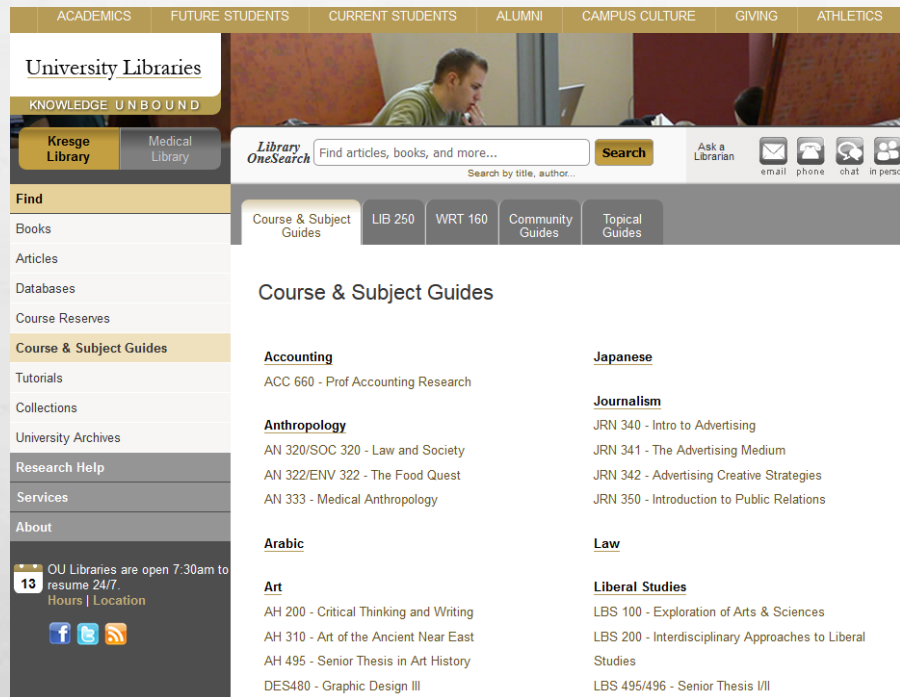 ACADEMICS FUTURE STUDENTS CURRENT STUDENTS ALUMNI CAMPUS CULTURE GIVING ATHLETICS
University Libraries
KNOWLEDGE UNBOUND
Kresge Library
Medical Library
Library OneSearch
Find articles, books, and more...
Search
Search by title, author...
Ask a Librarian
email phone chat in perso
Find
Books
Articles
Databases
Course Reserves
Course & Subject Guides
Tutorials
Collections
University Archives
Research Help
Services
About
13
OU Libraries are open 7:30am to
resume 24/7.
Hours | Location
Course & Subject Guides
LIB 250
WRT 160
Community Guides
Topical Guides
Course & Subject Guides
Accounting
ACC 660 - Prof Accounting Research
Anthropology
AN 320/SOC 320 - Law and Society
AN 322/ENV 322 - The Food Quest
AN 333 - Medical Anthropology
Arabic
Art
AH 200 - Critical Thinking and Writing
AH 310 - Art of the Ancient Near East
AH 495 - Senior Thesis in Art History
DES480 - Graphic Design III
Japanese
Journalism
JRN 340 - Intro to Advertising
JRN 341 - The Advertising Medium
JRN 342 - Advertising Creative Strategies
JRN 350 - Introduction to Public Relations
Law
Liberal Studies
LBS 100 - Exploration of Arts & Sciences
LBS 200 - Interdisciplinary Approaches to Liberal
Studies
LBS 495/496 - Senior Thesis I/II